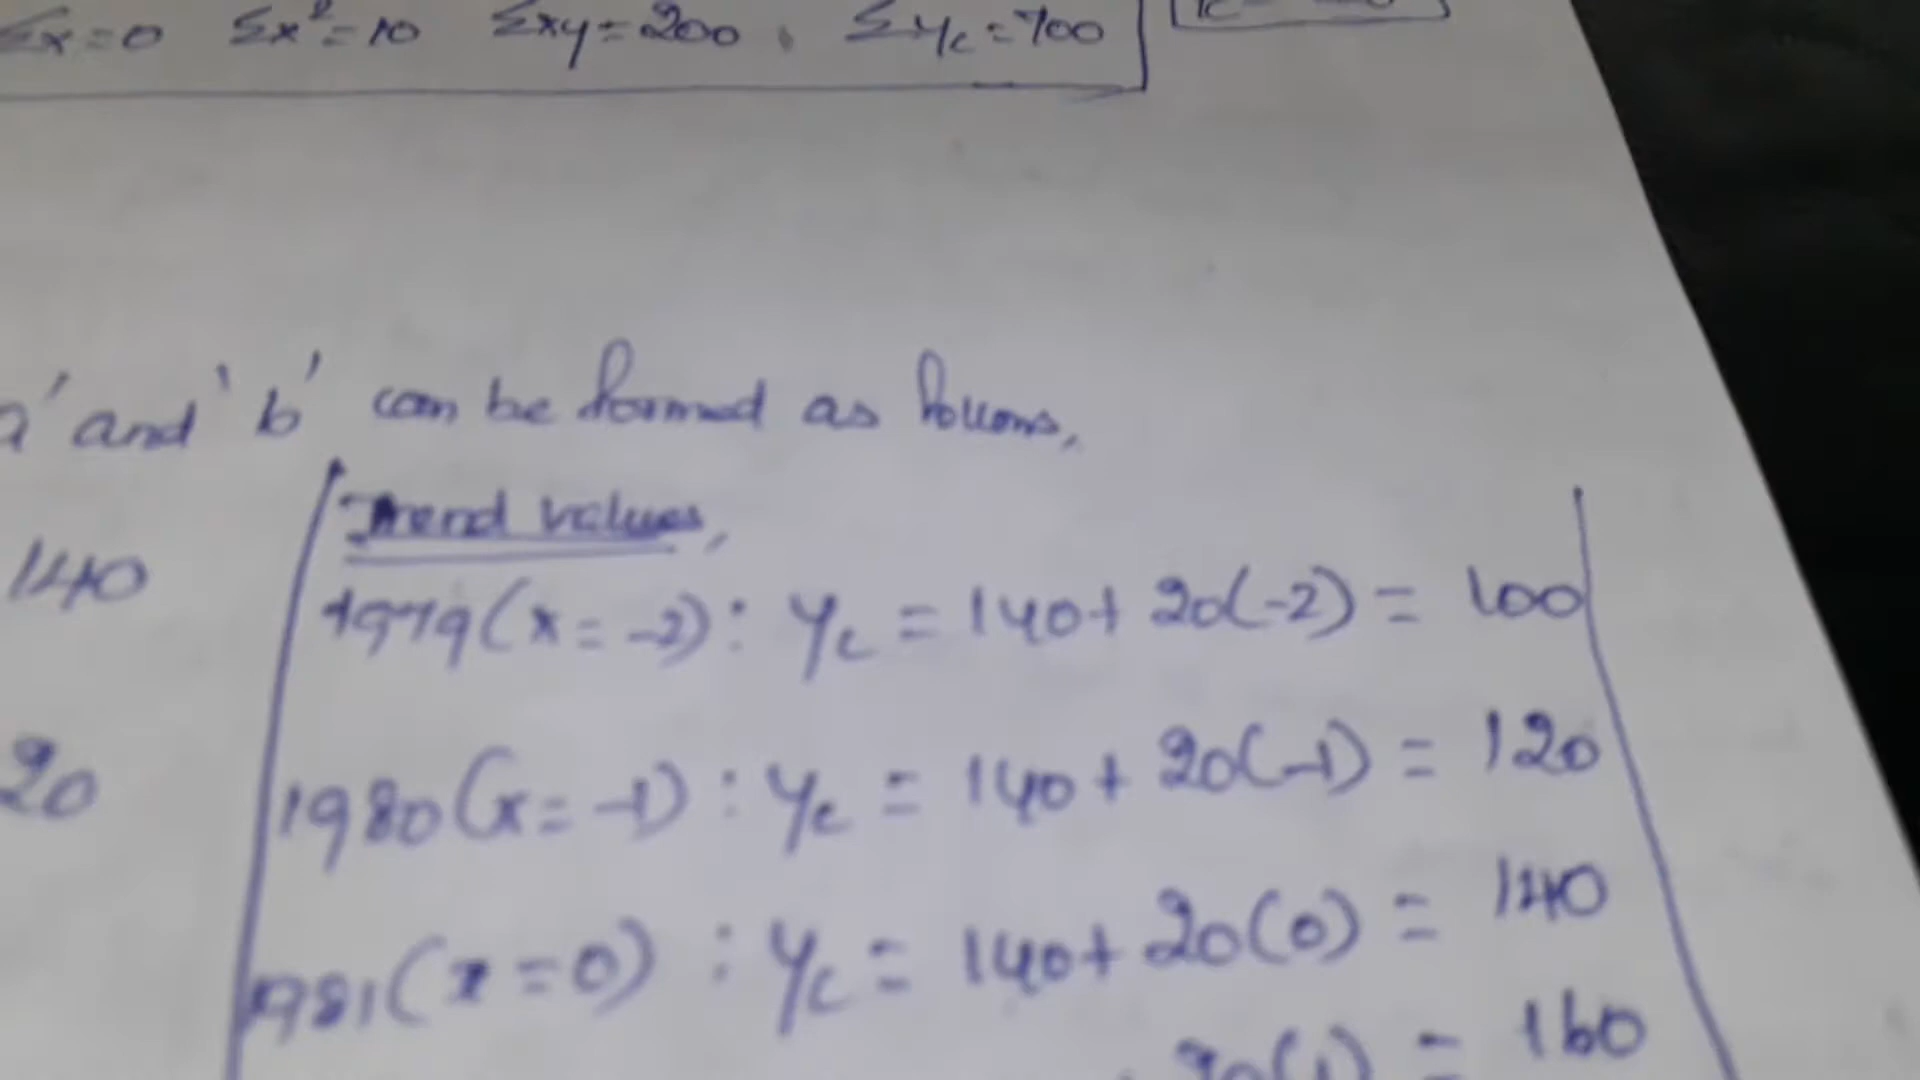 Σx=0 Σx²=10 Σxy=200, Σyc=700
a' and 'b' can be formed as follows,
Trend values,
140
1979(x=-2): yc = 140+ 20(-2) = 100
20
1980(x=-1): yc = 140+ 20(-1) = 120
1981(x=0) : yc = 140+ 20(0) = 140
20(1) = 160